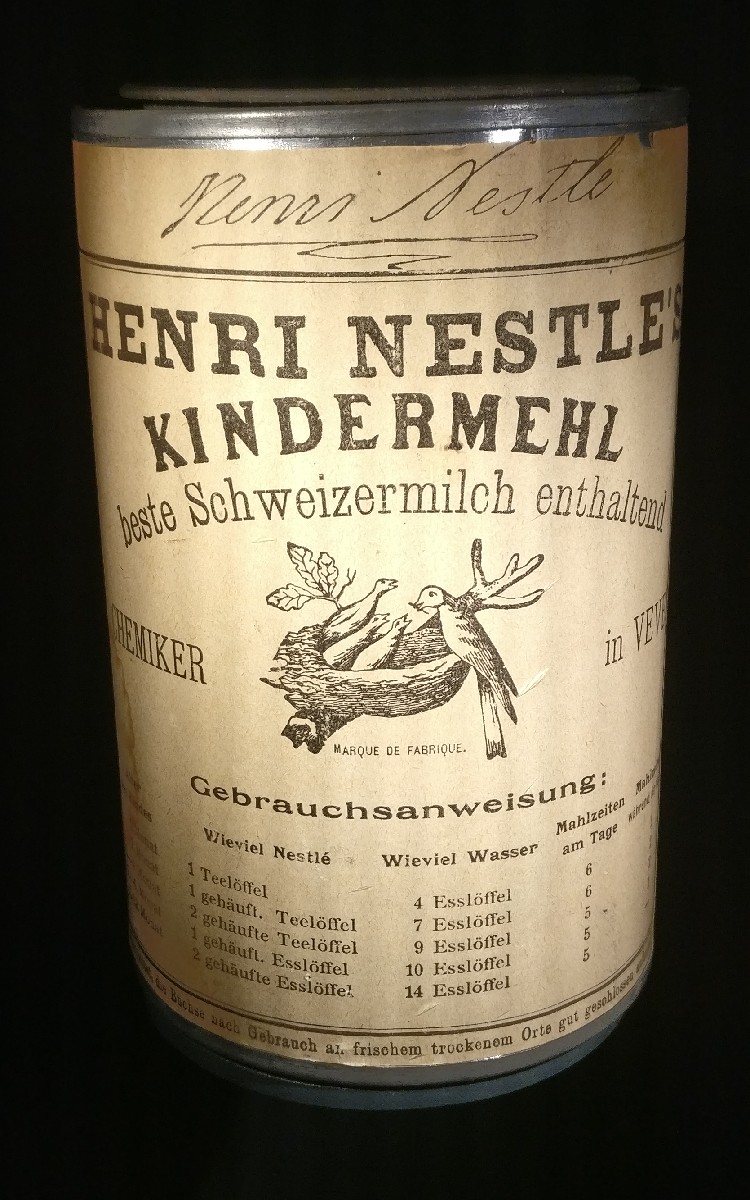 Henri Nestle
HENRI NESTLE'S
KINDERMEHL
beste Schweizermilch enthaltend
CHEMIKER
in VEVE
MARQUE DE FABRIQUE.
Gebrauchsanweisung:
Wieviel Nestlé Wieviel Wasser Mahlzeiten am Tage
1 Teelöffel 4 Esslöffel 6
1 gehäuft. Teelöffel 7 Esslöffel 6
2 gehäufte Teelöffel 9 Esslöffel 5
1 gehäuft. Esslöffel 10 Esslöffel 5
2 gehäufte Esslöffel 14 Esslöffel 5
die Büchse nach Gebrauch an frischem trockenem Orte gut geschlossen